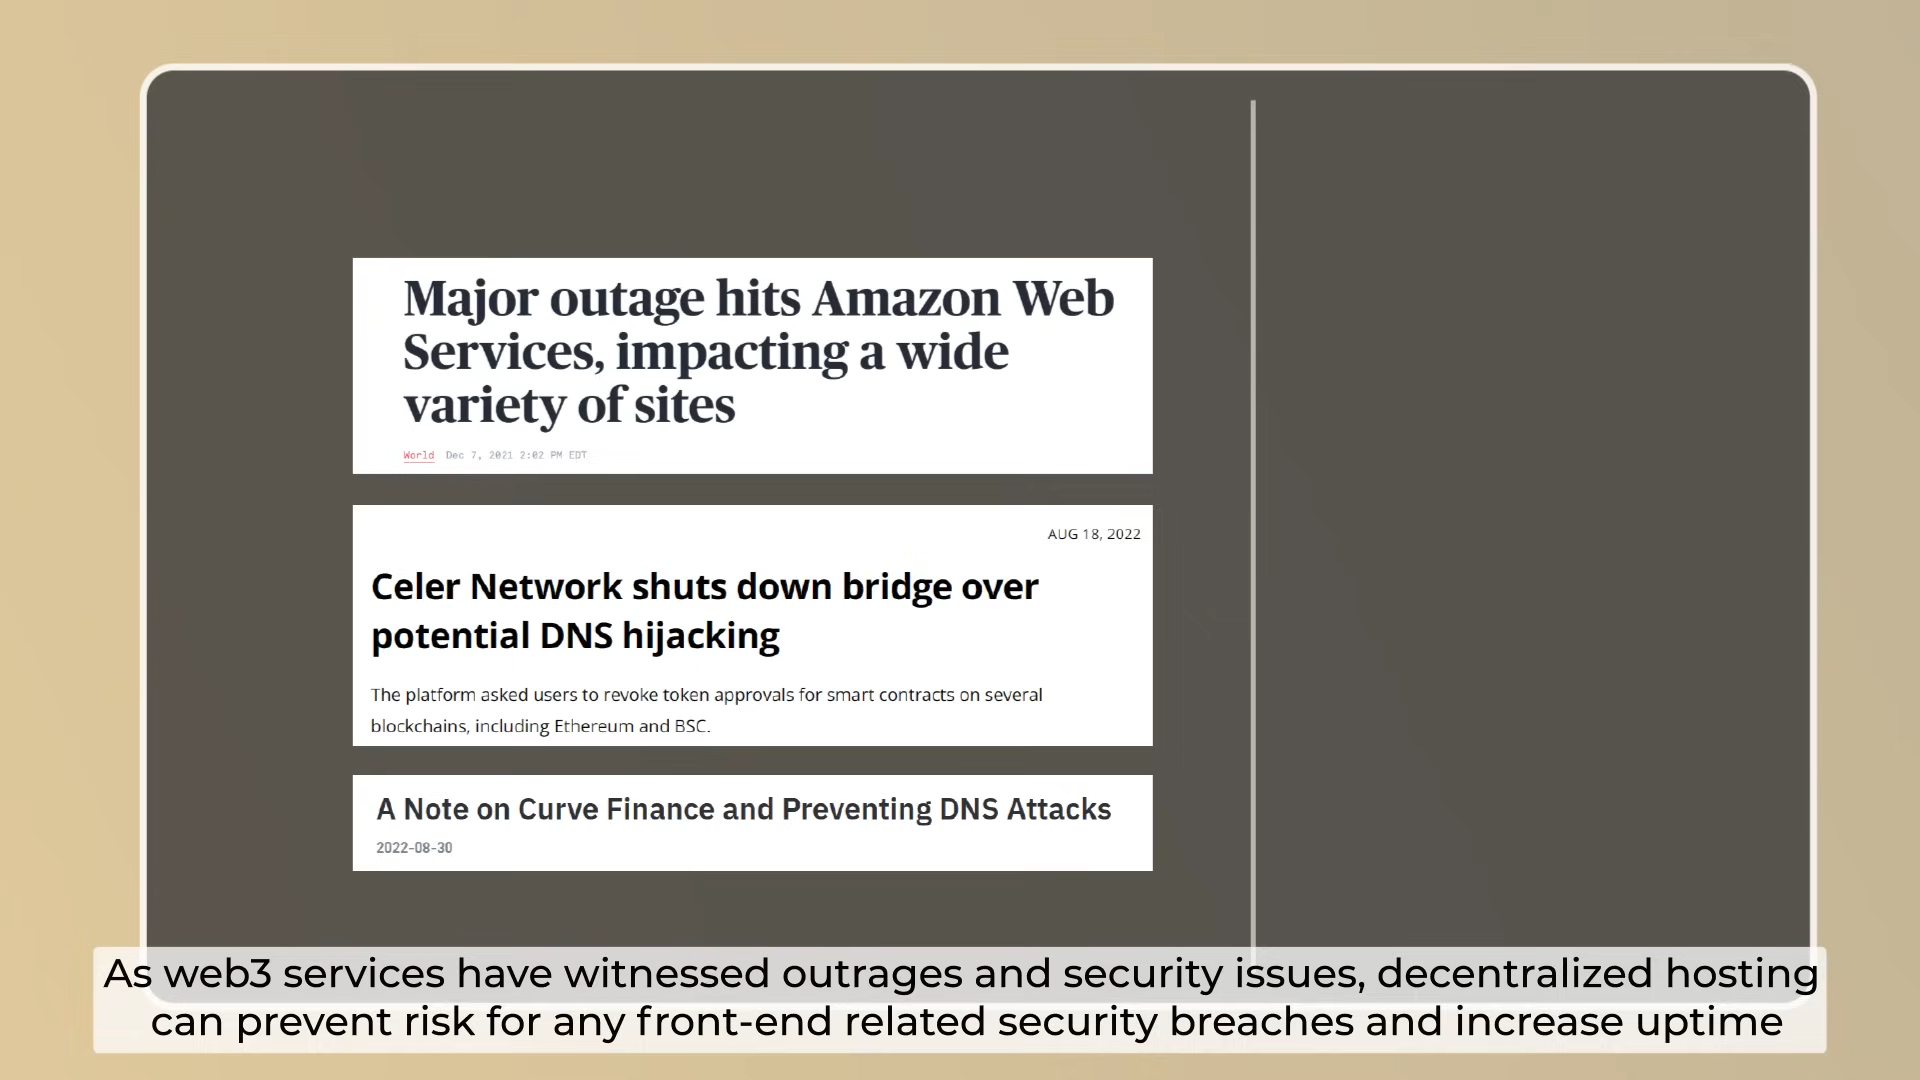 Major outage hits Amazon Web
Services, impacting a wide
variety of sites
World Dec 7, 2021 2:02 PM EDT
AUG 18, 2022
Celer Network shuts down bridge over
potential DNS hijacking
The platform asked users to revoke token approvals for smart contracts on several
blockchains, including Ethereum and BSC.
A Note on Curve Finance and Preventing DNS Attacks
2022-08-30
As web3 services have witnessed outrages and security issues, decentralized hosting
can prevent risk for any front-end related security breaches and increase uptime